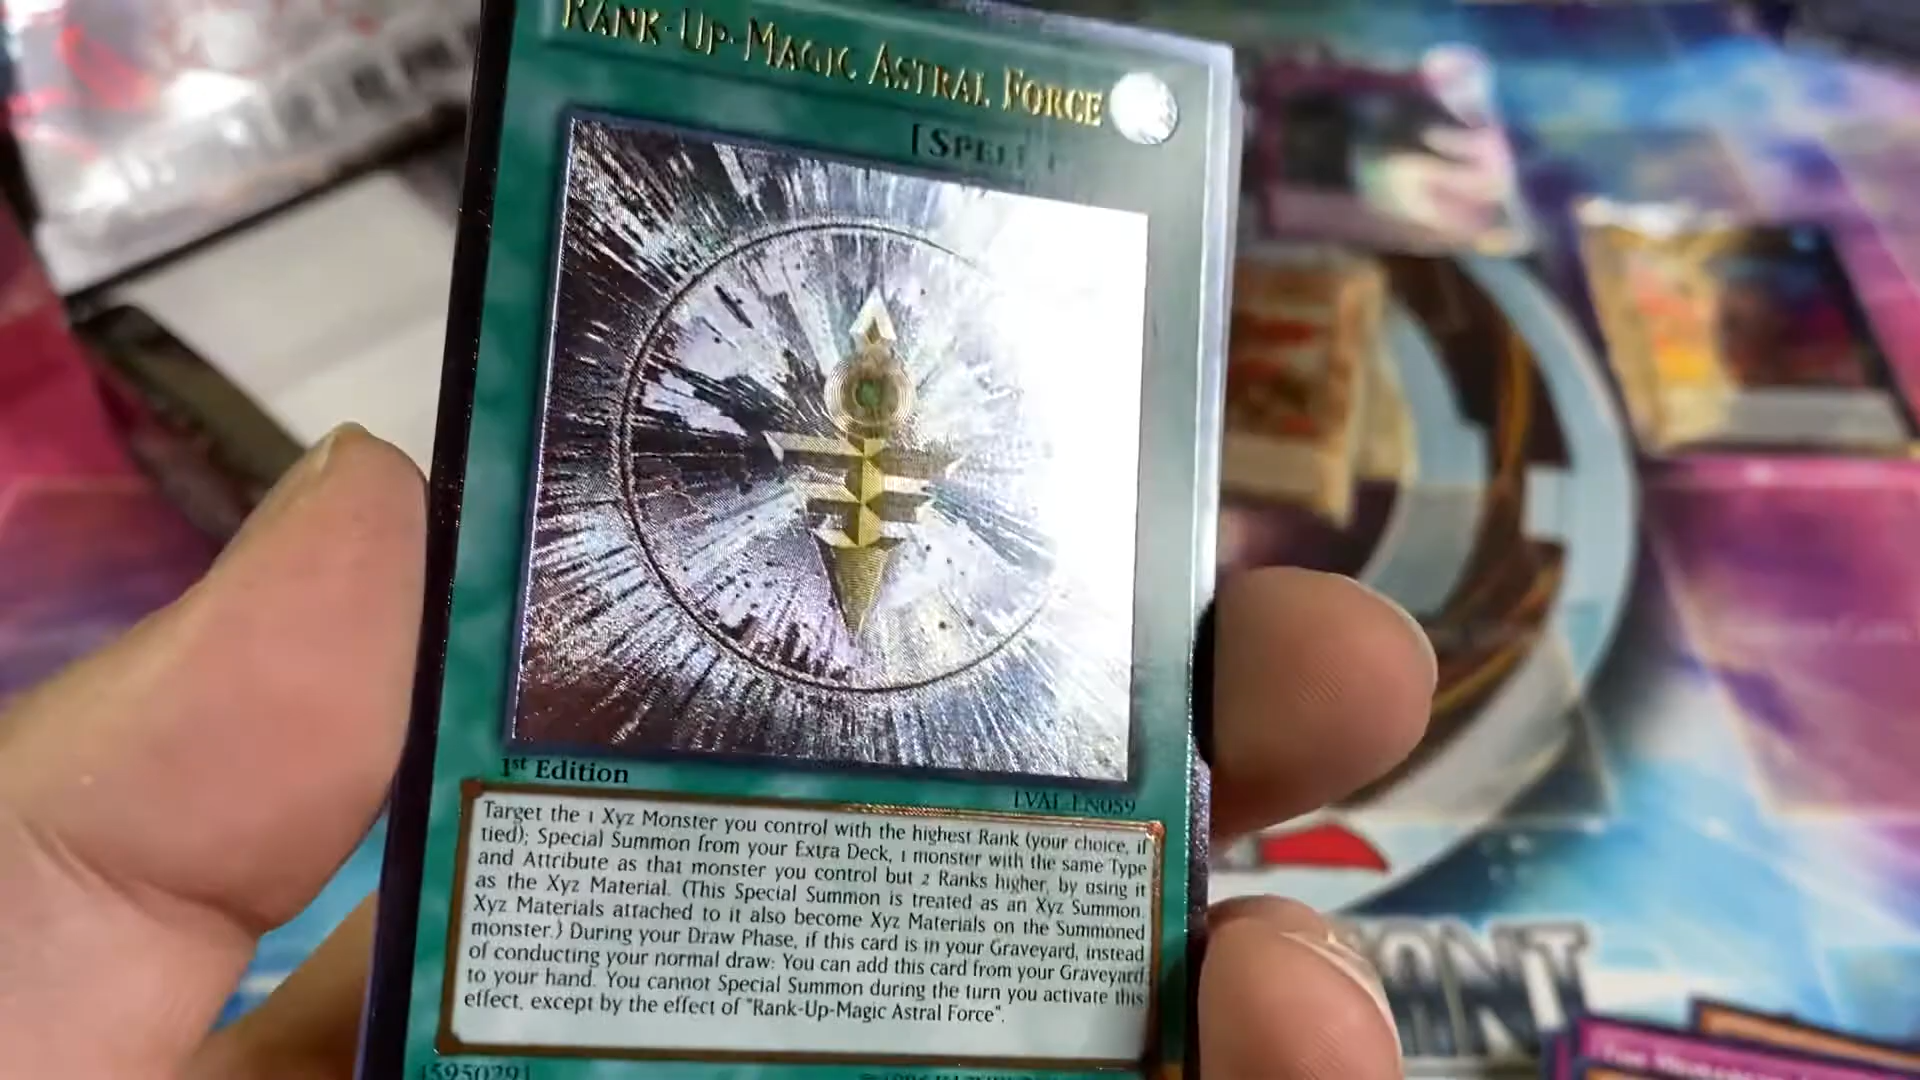 RANK-UP-MAGIC ASTRAL FORCE
[SPELL
1st Edition
LVAL-EN059
Target the 1 Xyz Monster you control with the highest Rank (your choice, if
tied); Special Summon from your Extra Deck, 1 monster with the same Type
and Attribute as that monster you control but 2 Ranks higher, by using it
as the Xyz Material. (This Special Summon is treated as an Xyz Summon.
Xyz Materials attached to it also become Xyz Materials on the Summoned
monster.) During your Draw Phase, if this card is in your Graveyard, instead
of conducting your normal draw: You can add this card from your Graveyard
to your hand. You cannot Special Summon during the turn you activate this
effect, except by the effect of "Rank-Up-Magic Astral Force".
45950291